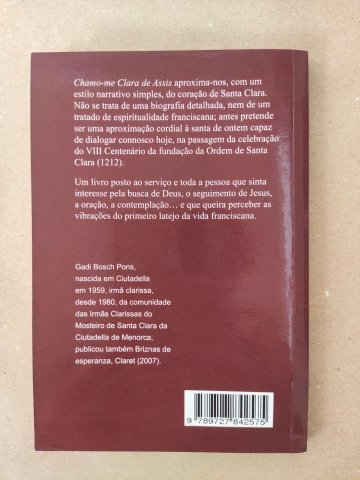 Chamo-me Clara de Assis aproxima-nos, com um
estilo narrativo simples, do coração de Santa Clara.
Não se trata de uma biografia detalhada, nem de um
tratado de espiritualidade franciscana; antes pretende
ser uma aproximação cordial à santa de ontem capaz
de dialogar connosco hoje, na passagem da celebração
do VIII Centenário da fundação da Ordem de Santa
Clara (1212).
Um livro posto ao serviço e toda a pessoa que sinta
interesse pela busca de Deus, o seguimento de Jesus,
a oração, a contemplação… e que queira perceber as
vibrações do primeiro latejo da vida franciscana.
Gadi Bosch Pons,
nascida em Ciutadella
em 1959, irmã clarissa,
desde 1980, da comunidade
das Irmãs Clarissas do
Mosteiro de Santa Clara da
Ciutadella de Menorca,
publicou também Briznas de
esperanza, Claret (2007).
9 789727 842575